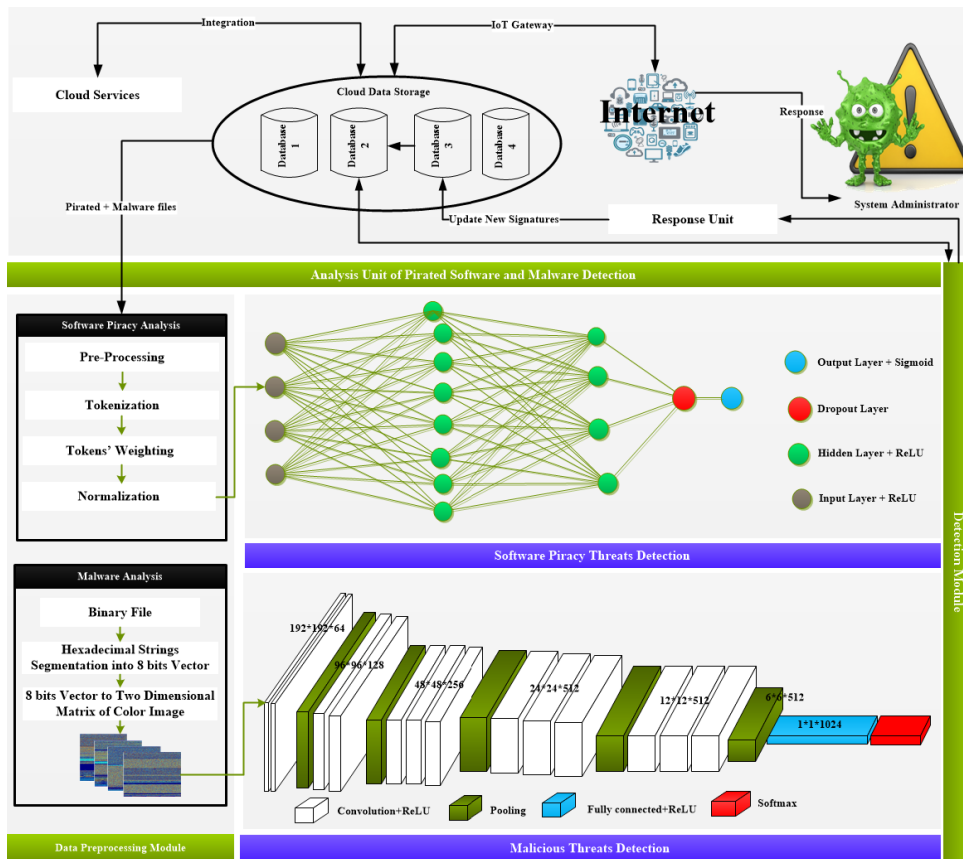 Integration
IoT Gateway
Cloud Services
Cloud Data Storage
Database
1
Database
2
Database
3
Database
4
Internet
Response
System Administrator
Pirated + Malware files
Update New Signatures
Response Unit
Analysis Unit of Pirated Software and Malware Detection
Software Piracy Analysis
Pre-Processing
Tokenization
Tokens' Weighting
Normalization
Output Layer + Sigmoid
Dropout Layer
Hidden Layer + ReLU
Input Layer + ReLU
Software Piracy Threats Detection
Detection Module
Malware Analysis
Binary File
Hexadecimal Strings
Segmentation into 8 bits Vector
8 bits Vector to Two Dimensional
Matrix of Color Image
192*192*64
96*96*128
48*48*256
24*24*512
12*12*512
6*6*512
1*1*1024
Convolution+ReLU
Pooling
Fully connected+ReLU
Softmax
Data Preprocessing Module
Malicious Threats Detection